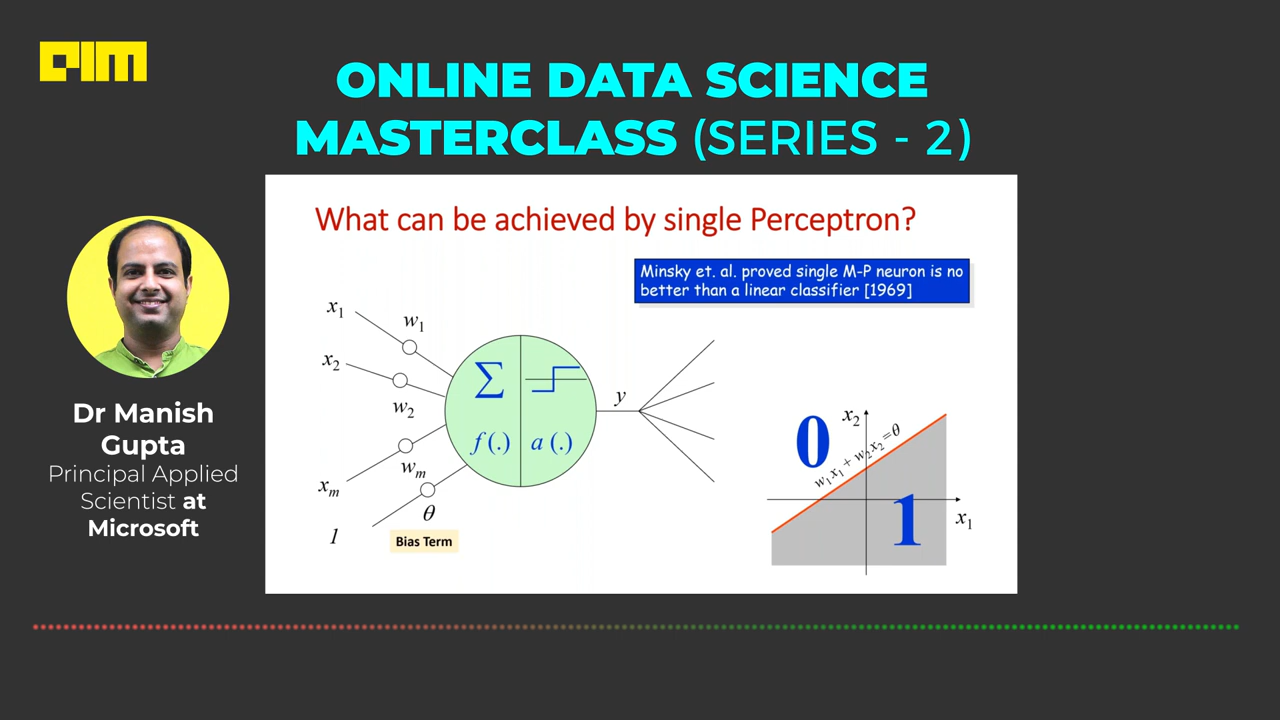 AIM
ONLINE DATA SCIENCE
MASTERCLASS (SERIES - 2)
Dr Manish
Gupta
Principal Applied
Scientist at
Microsoft
What can be achieved by single Perceptron?
Minsky et. al. proved single M-P neuron is no
better than a linear classifier [1969]
x₁
w₁
x₂
w₂
xₘ
wₘ
1
θ
Bias Term
∑
f (.)
a (.)
y
0
x₂
w₁x₁ + w₂x₂ = θ
1
x₁